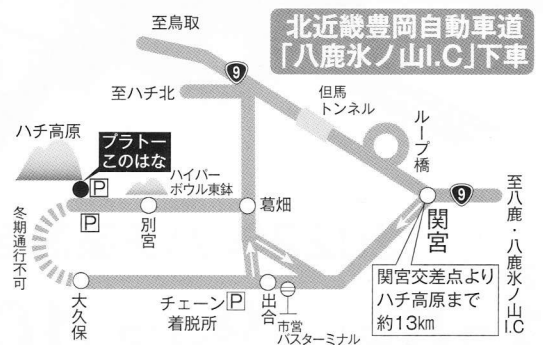 北近畿豊岡自動車道
「八鹿氷ノ山I.C」下車
至鳥取
9
至ハチ北
但馬
トンネル
ループ橋
ハチ高原
プラトー
このはな
P
P
ハイパー
ボウル東鉢
別宮
葛畑
関宮
9
至八鹿・八鹿氷ノ山I.C
冬期通行不可
大久保
チェーン
着脱所
P
出合
市営
バスターミナル
関宮交差点より
ハチ高原まで
約13km